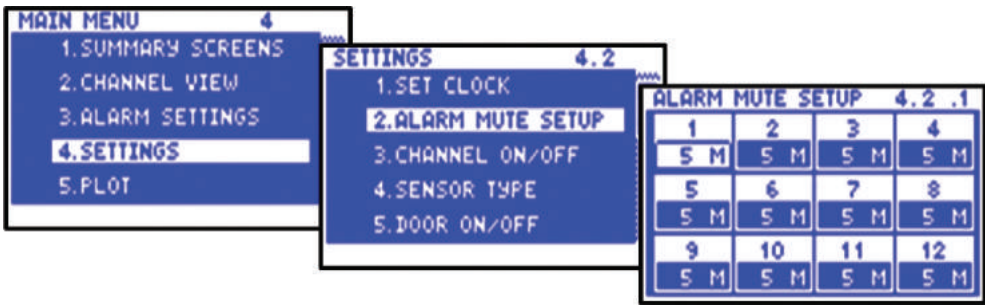 MAIN MENU 4
1.SUMMARY SCREENS
2.CHANNEL VIEW
3.ALARM SETTINGS
4.SETTINGS
5.PLOT
SETTINGS 4.2
1.SET CLOCK
2.ALARM MUTE SETUP
3.CHANNEL ON/OFF
4.SENSOR TYPE
5.DOOR ON/OFF
ALARM MUTE SETUP 4.2 .1
1 2 3 4
5 M 5 M 5 M 5 M
5 6 7 8
5 M 5 M 5 M 5 M
9 10 11 12
5 M 5 M 5 M 5 M